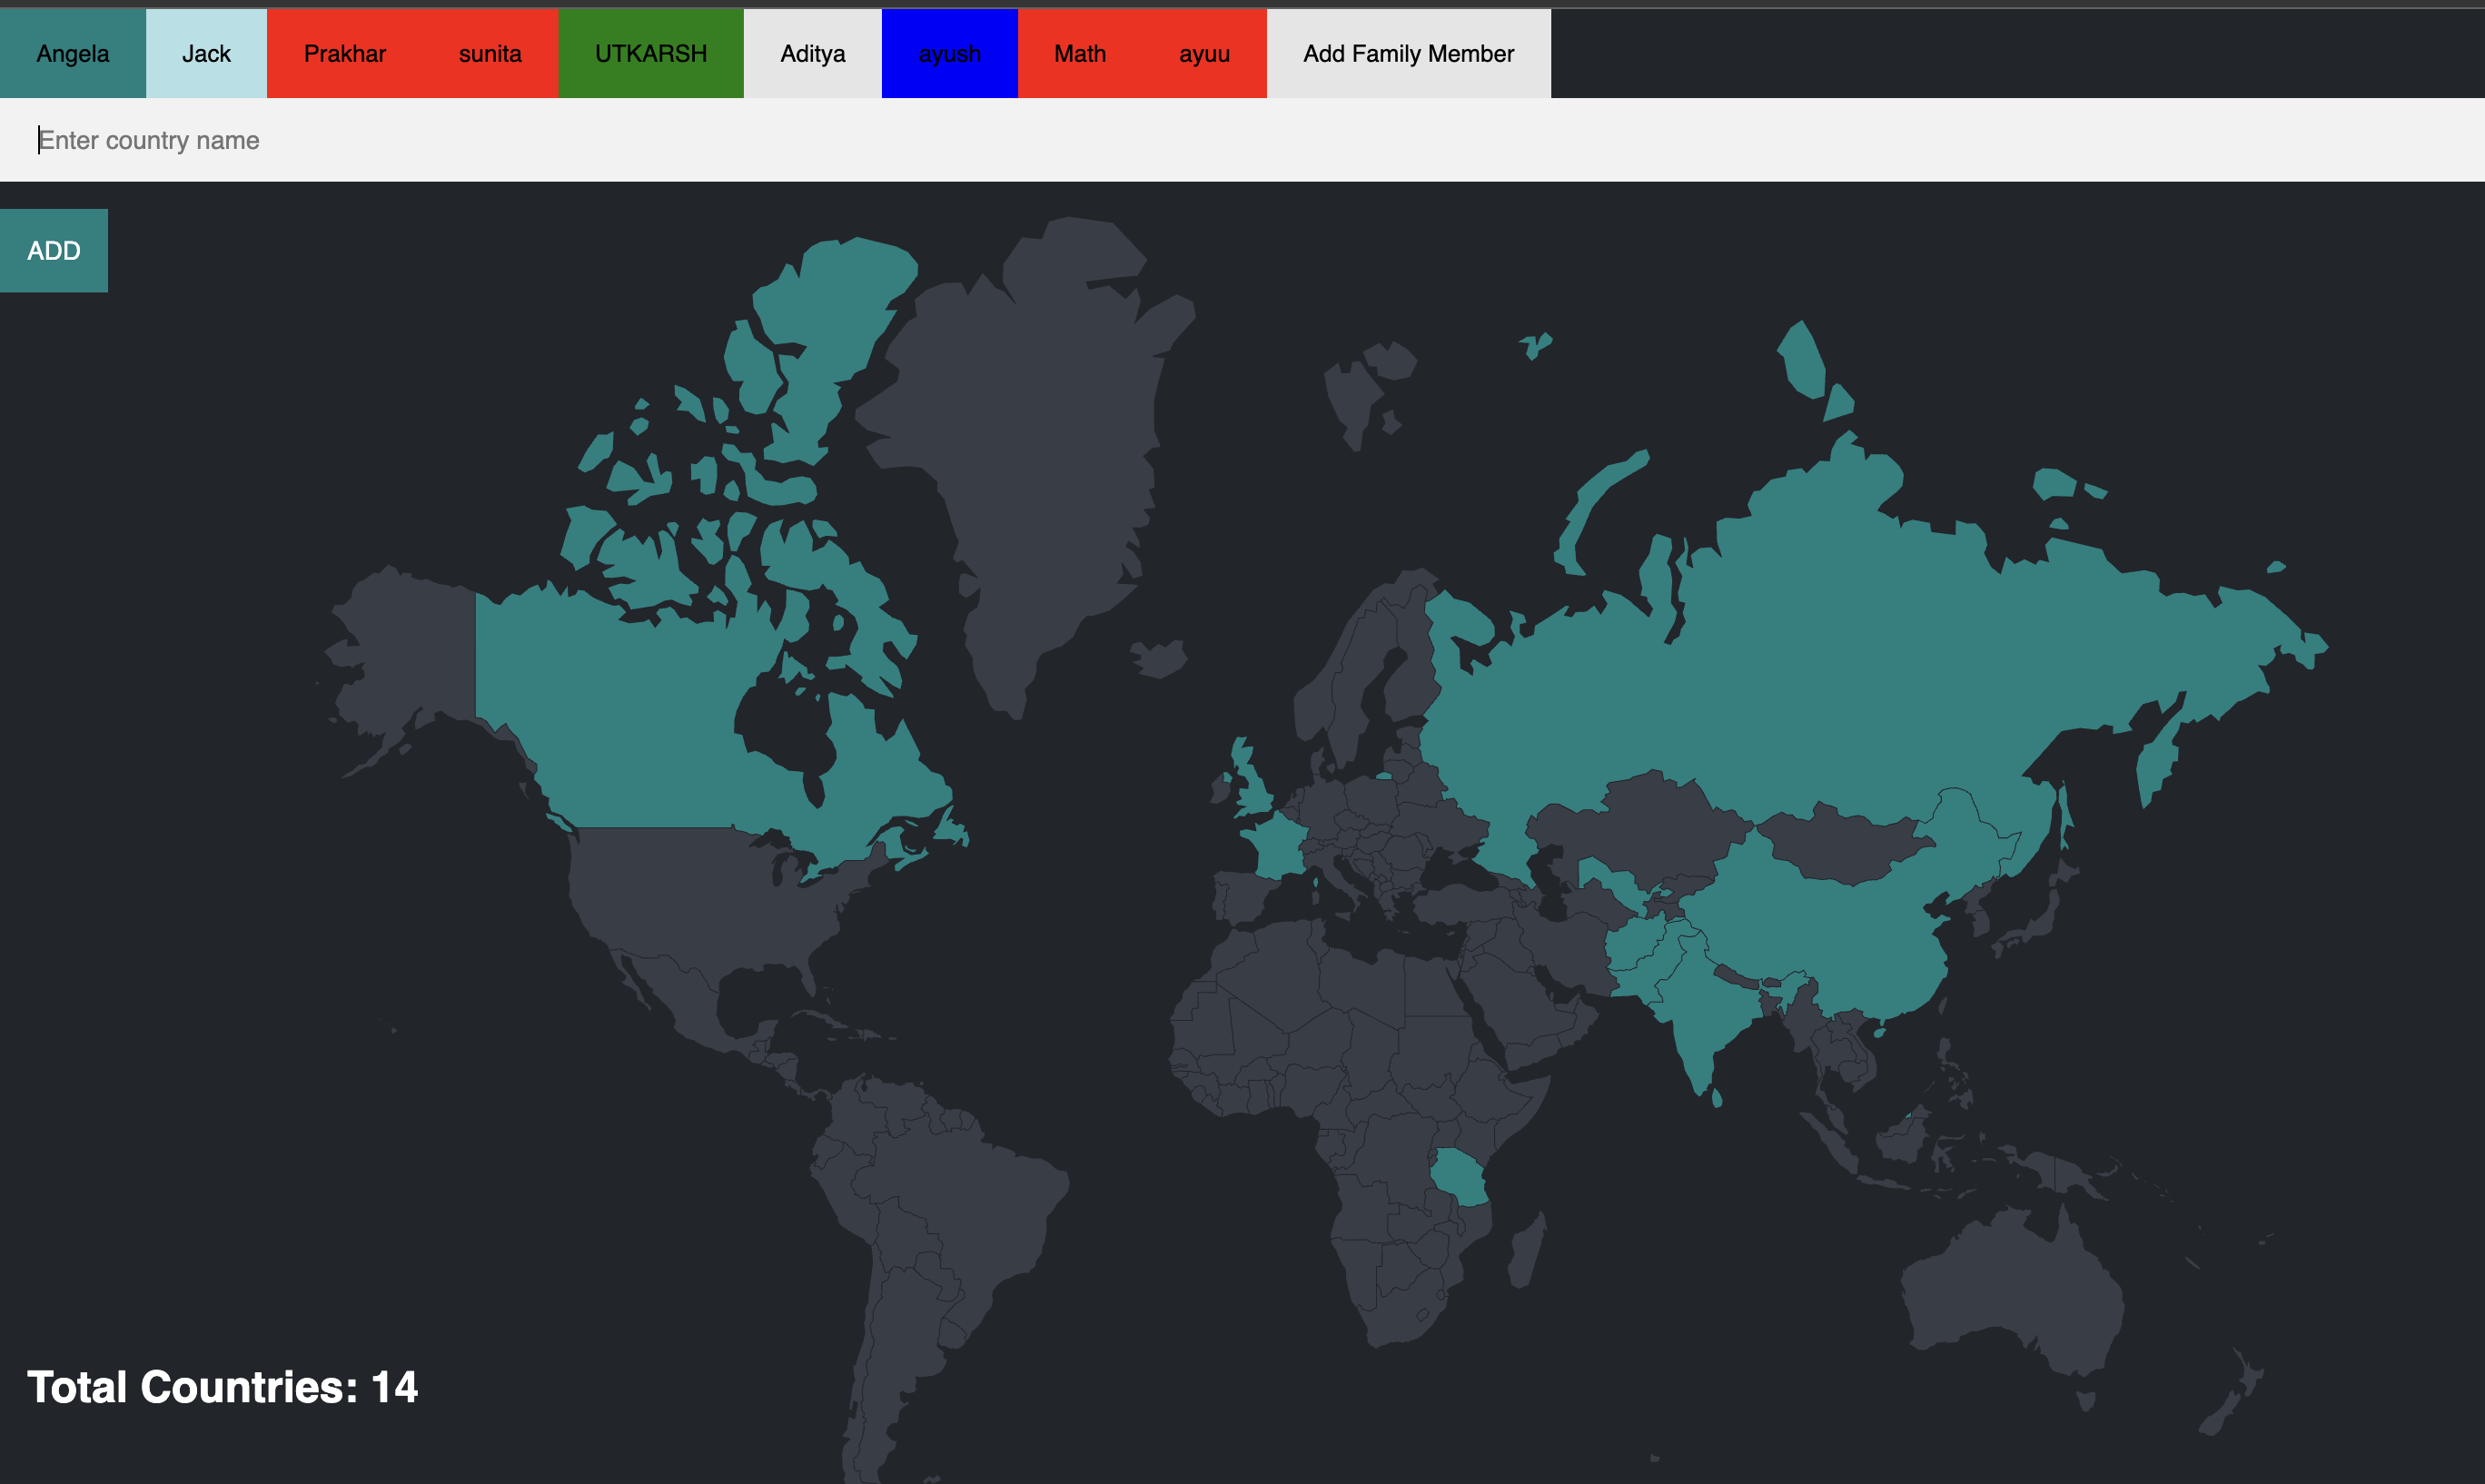 Angela Jack Prakhar sunita UTKARSH Aditya ayush Math ayuu Add Family Member
Enter country name
ADD
Total Countries: 14